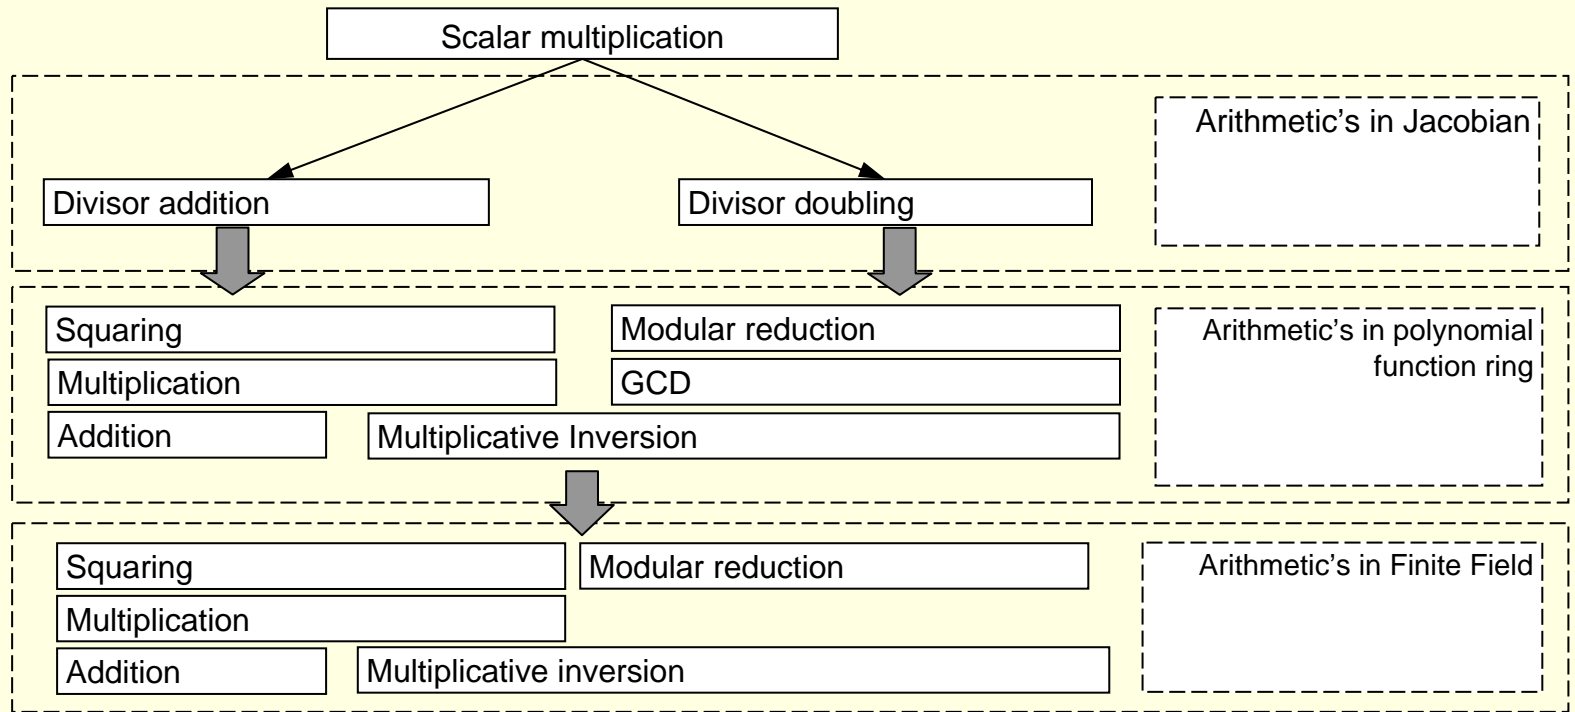 Scalar multiplication
Arithmetic's in Jacobian
Divisor addition
Divisor doubling
Squaring
Modular reduction
Arithmetic's in polynomial
function ring
Multiplication
GCD
Addition
Multiplicative Inversion
Squaring
Modular reduction
Arithmetic's in Finite Field
Multiplication
Addition
Multiplicative inversion